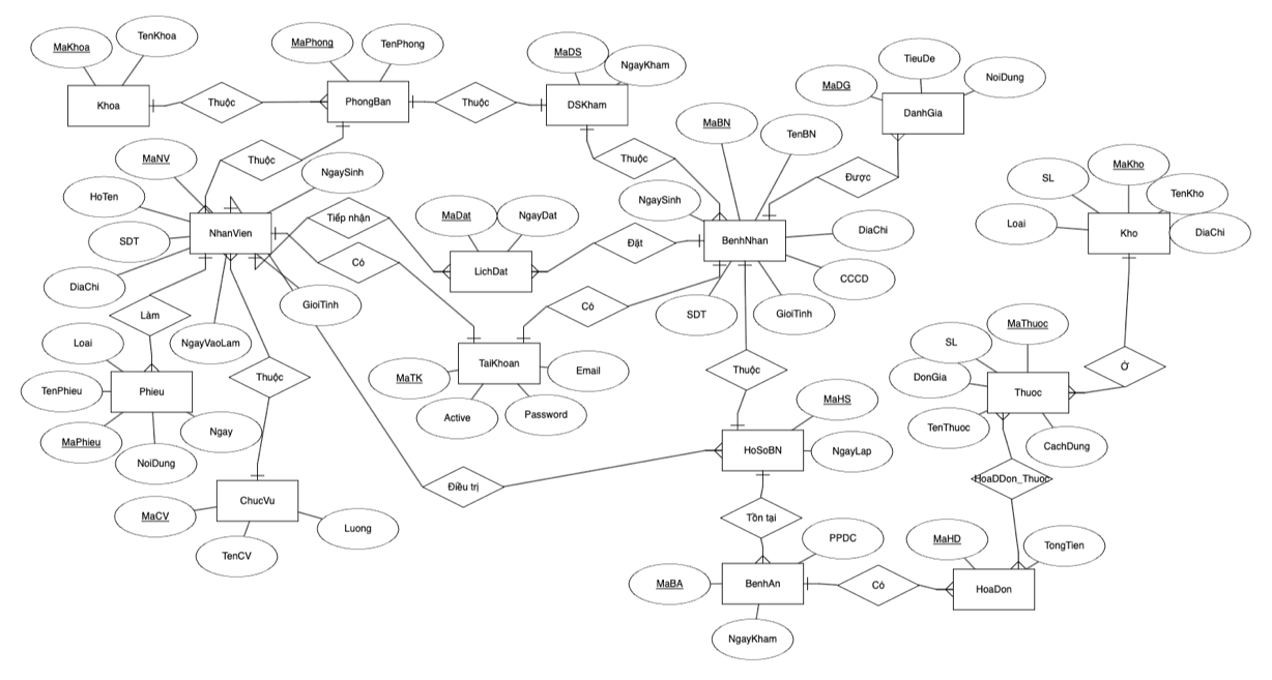 MaKhoa
TenKhoa
MaPhong
TenPhong
MaDS
NgayKham
TieuDe
MaDG
NoiDung
Khoa
Thuộc
PhongBan
Thuộc
DSKham
DanhGia
MaBN
TenBN
MaNV
Thuộc
NgaySinh
Thuộc
Được
MaKho
SL
TenKho
HoTen
NgaySinh
Loai
Kho
DiaChi
NhanVien
Tiếp nhận
MaDat
NgayDat
SDT
Đặt
BenhNhan
DiaChi
Có
LichDat
CCCD
DiaChi
GioiTinh
Làm
Có
SDT
GioiTinh
MaThuoc
Loai
NgayVaoLam
SL
TaiKhoan
Email
Thuộc
Ở
TenPhieu
Phieu
Thuộc
MaTK
DonGia
Thuoc
MaHS
Active
Password
TenThuoc
Ngay
MaPhieu
CachDung
NoiDung
HoSoBN
NgayLap
Điều trị
HoaDDon_Thuoc
ChucVu
MaCV
Luong
Tồn tại
PPDC
MaHD
TongTien
TenCV
MaBA
BenhAn
Có
HoaDon
NgayKham